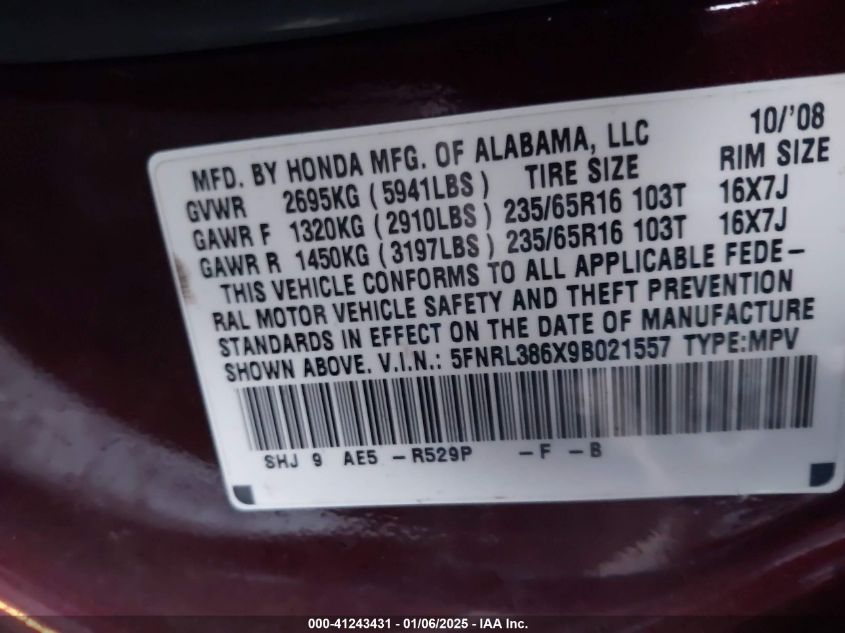 MFD. BY HONDA MFG. OF ALABAMA, LLC 10/'08
GVWR 2695KG (5941LBS) TIRE SIZE RIM SIZE
GAWR F 1320KG (2910LBS) 235/65R16 103T 16X7J
GAWR R 1450KG (3197LBS) 235/65R16 103T 16X7J
THIS VEHICLE CONFORMS TO ALL APPLICABLE FEDE-
RAL MOTOR VEHICLE SAFETY AND THEFT PREVENTION
STANDARDS IN EFFECT ON THE DATE OF MANUFACTURE
SHOWN ABOVE. V.I.N.: 5FNRL386X9B021557 TYPE:MPV
SHJ 9 AE5 -R529P -F -B
000-41243431 - 01/06/2025 - IAA Inc.